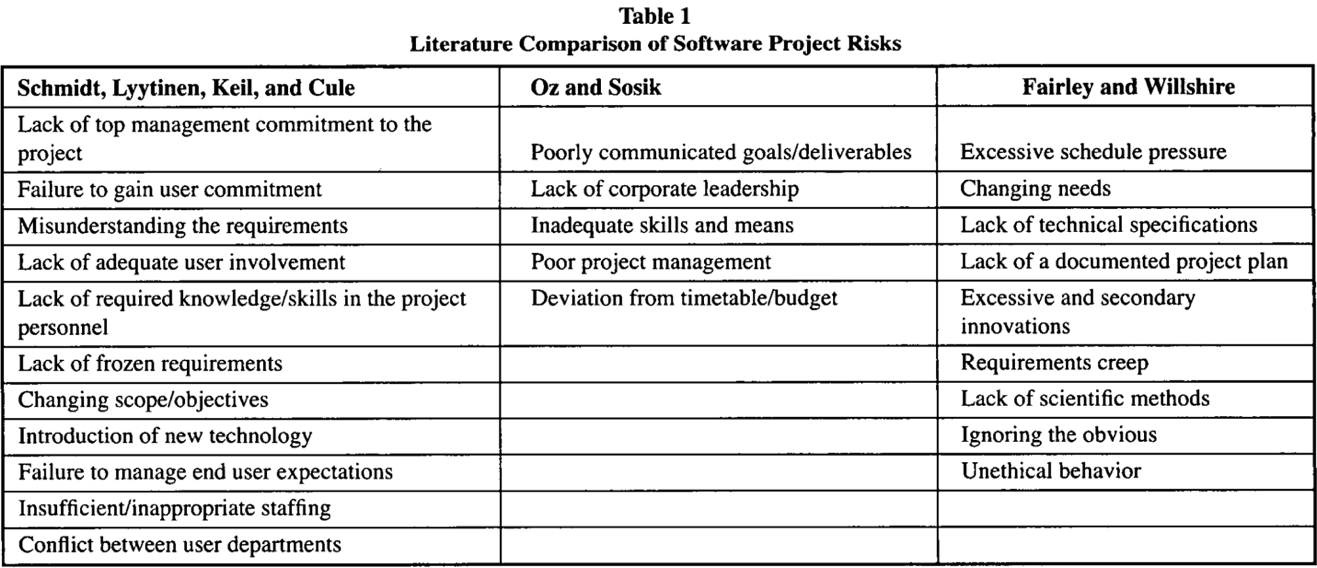 Table 1
Literature Comparison of Software Project Risks
Schmidt, Lyytinen, Keil, and Cule Oz and Sosik Fairley and Willshire
Lack of top management commitment to the
project Poorly communicated goals/deliverables Excessive schedule pressure
Failure to gain user commitment Lack of corporate leadership Changing needs
Misunderstanding the requirements Inadequate skills and means Lack of technical specifications
Lack of adequate user involvement Poor project management Lack of a documented project plan
Lack of required knowledge/skills in the project Deviation from timetable/budget Excessive and secondary
personnel innovations
Lack of frozen requirements Requirements creep
Changing scope/objectives Lack of scientific methods
Introduction of new technology Ignoring the obvious
Failure to manage end user expectations Unethical behavior
Insufficient/inappropriate staffing
Conflict between user departments